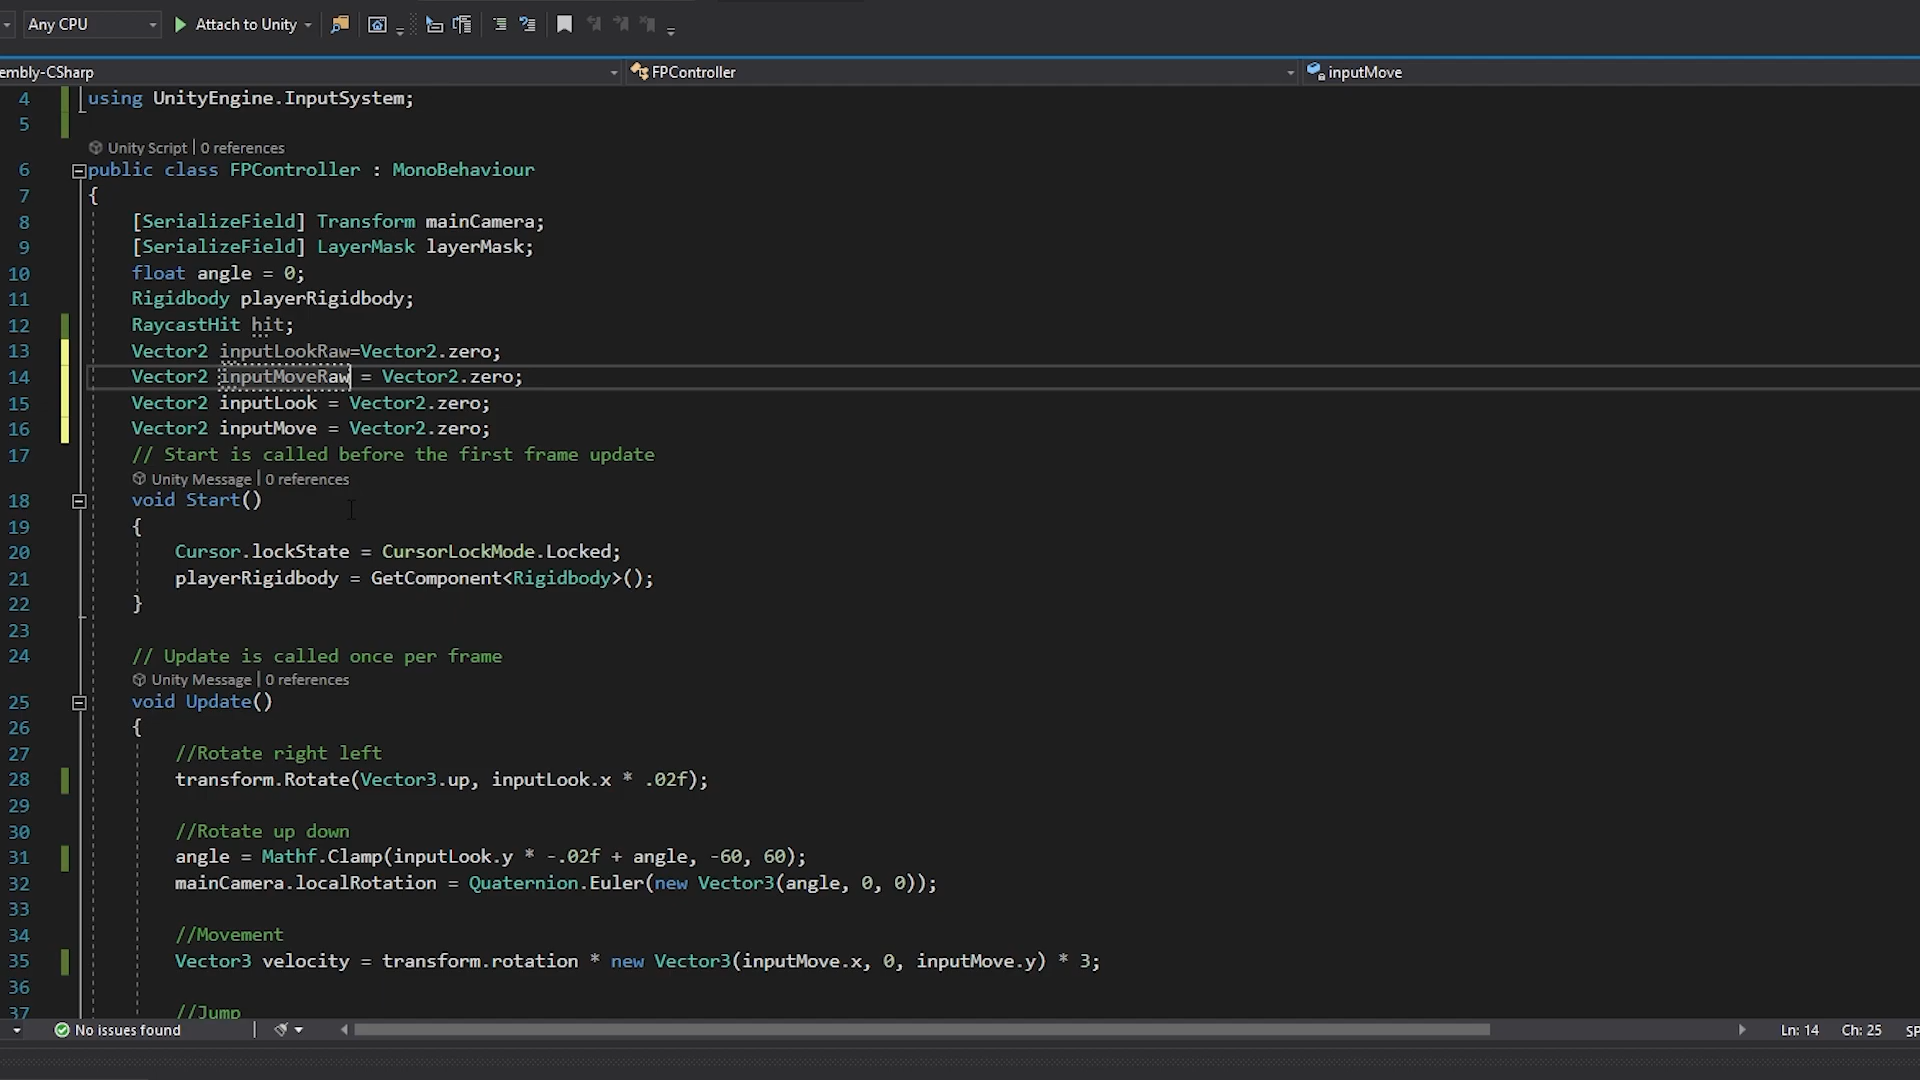 Any CPU Attach to Unity
embly-CSharp FPController inputMove
4 using UnityEngine.InputSystem;
5
Unity Script | 0 references
6 public class FPController : MonoBehaviour
7 {
8 [SerializeField] Transform mainCamera;
9 [SerializeField] LayerMask layerMask;
10 float angle = 0;
11 Rigidbody playerRigidbody;
12 RaycastHit hit;
13 Vector2 inputLookRaw=Vector2.zero;
14 Vector2 inputMoveRaw = Vector2.zero;
15 Vector2 inputLook = Vector2.zero;
16 Vector2 inputMove = Vector2.zero;
17 // Start is called before the first frame update
Unity Message | 0 references
18 void Start()
19 {
20 Cursor.lockState = CursorLockMode.Locked;
21 playerRigidbody = GetComponent<Rigidbody>();
22 }
23
24 // Update is called once per frame
Unity Message | 0 references
25 void Update()
26 {
27 //Rotate right left
28 transform.Rotate(Vector3.up, inputLook.x * .02f);
29
30 //Rotate up down
31 angle = Mathf.Clamp(inputLook.y * -.02f + angle, -60, 60);
32 mainCamera.localRotation = Quaternion.Euler(new Vector3(angle, 0, 0));
33
34 //Movement
35 Vector3 velocity = transform.rotation * new Vector3(inputMove.x, 0, inputMove.y) * 3;
36
37 //Jump
No issues found Ln: 14 Ch: 25 SP